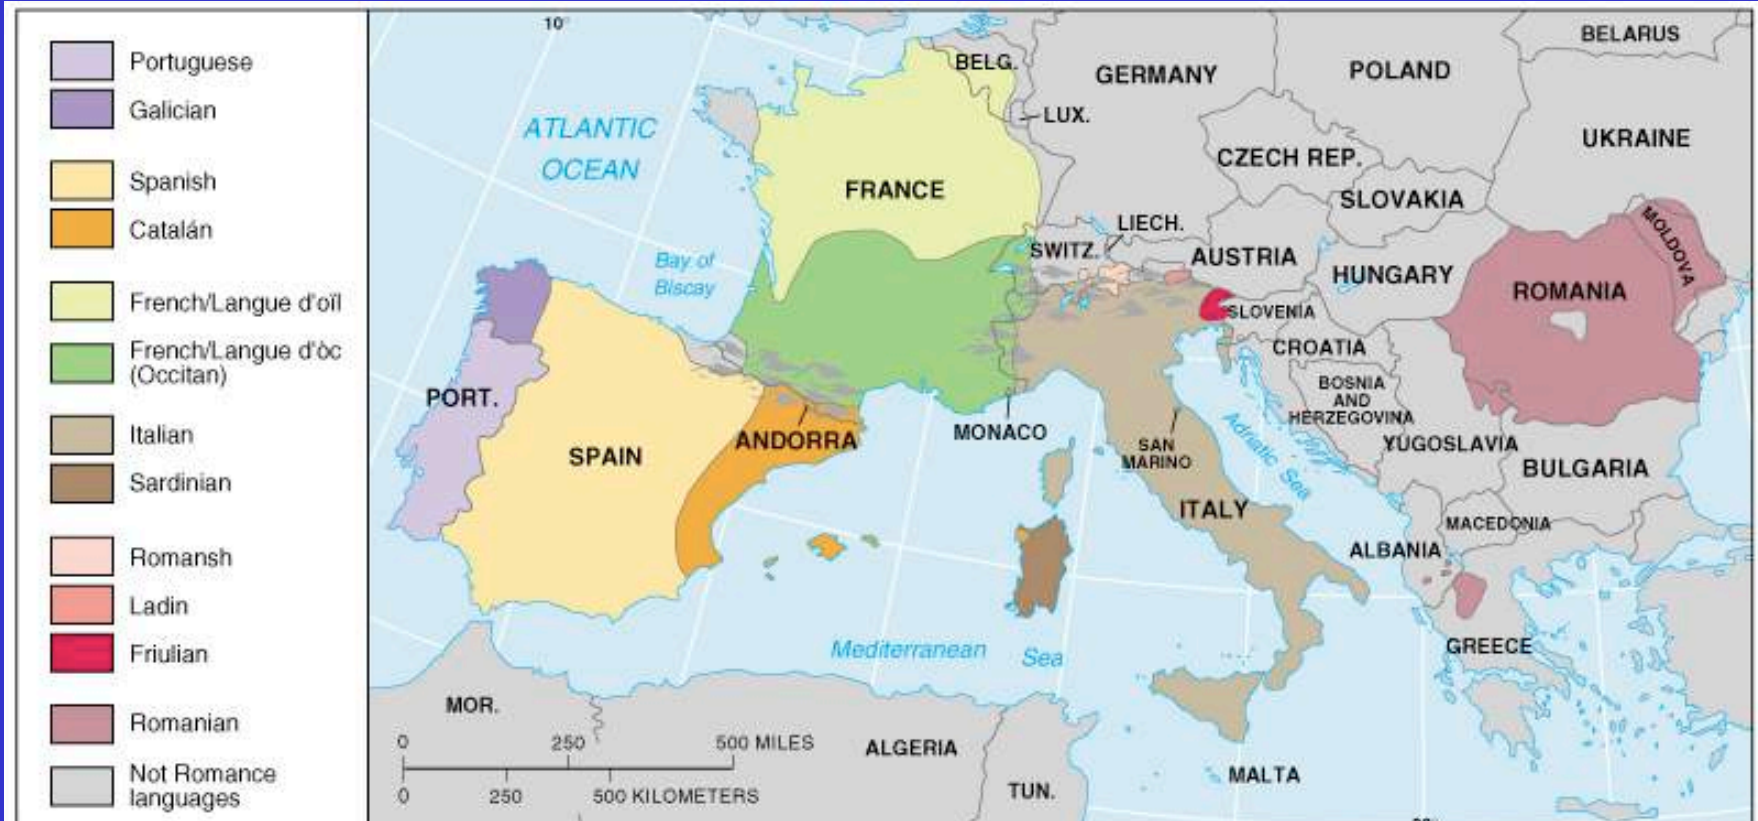 Portuguese
Galician
Spanish
Catalán
French/Langue d'oïl
French/Langue d'òc
(Occitan)
Italian
Sardinian
Romansh
Ladin
Friulian
Romanian
Not Romance
languages
10°
ATLANTIC
OCEAN
Bay of
Biscay
PORT.
SPAIN
ANDORRA
FRANCE
BELG.
LUX.
GERMANY
POLAND
BELARUS
UKRAINE
CZECH REP.
SLOVAKIA
LIECH.
SWITZ.
AUSTRIA
HUNGARY
MOLDOVA
ROMANIA
SLOVENIA
CROATIA
BOSNIA
AND
HERZEGOVINA
YUGOSLAVIA
BULGARIA
MACEDONIA
ALBANIA
GREECE
MONACO
SAN
MARINO
ITALY
Adriatic Sea
Mediterranean Sea
MALTA
MOR.
ALGERIA
TUN.
0 250 500 MILES
0 250 500 KILOMETERS